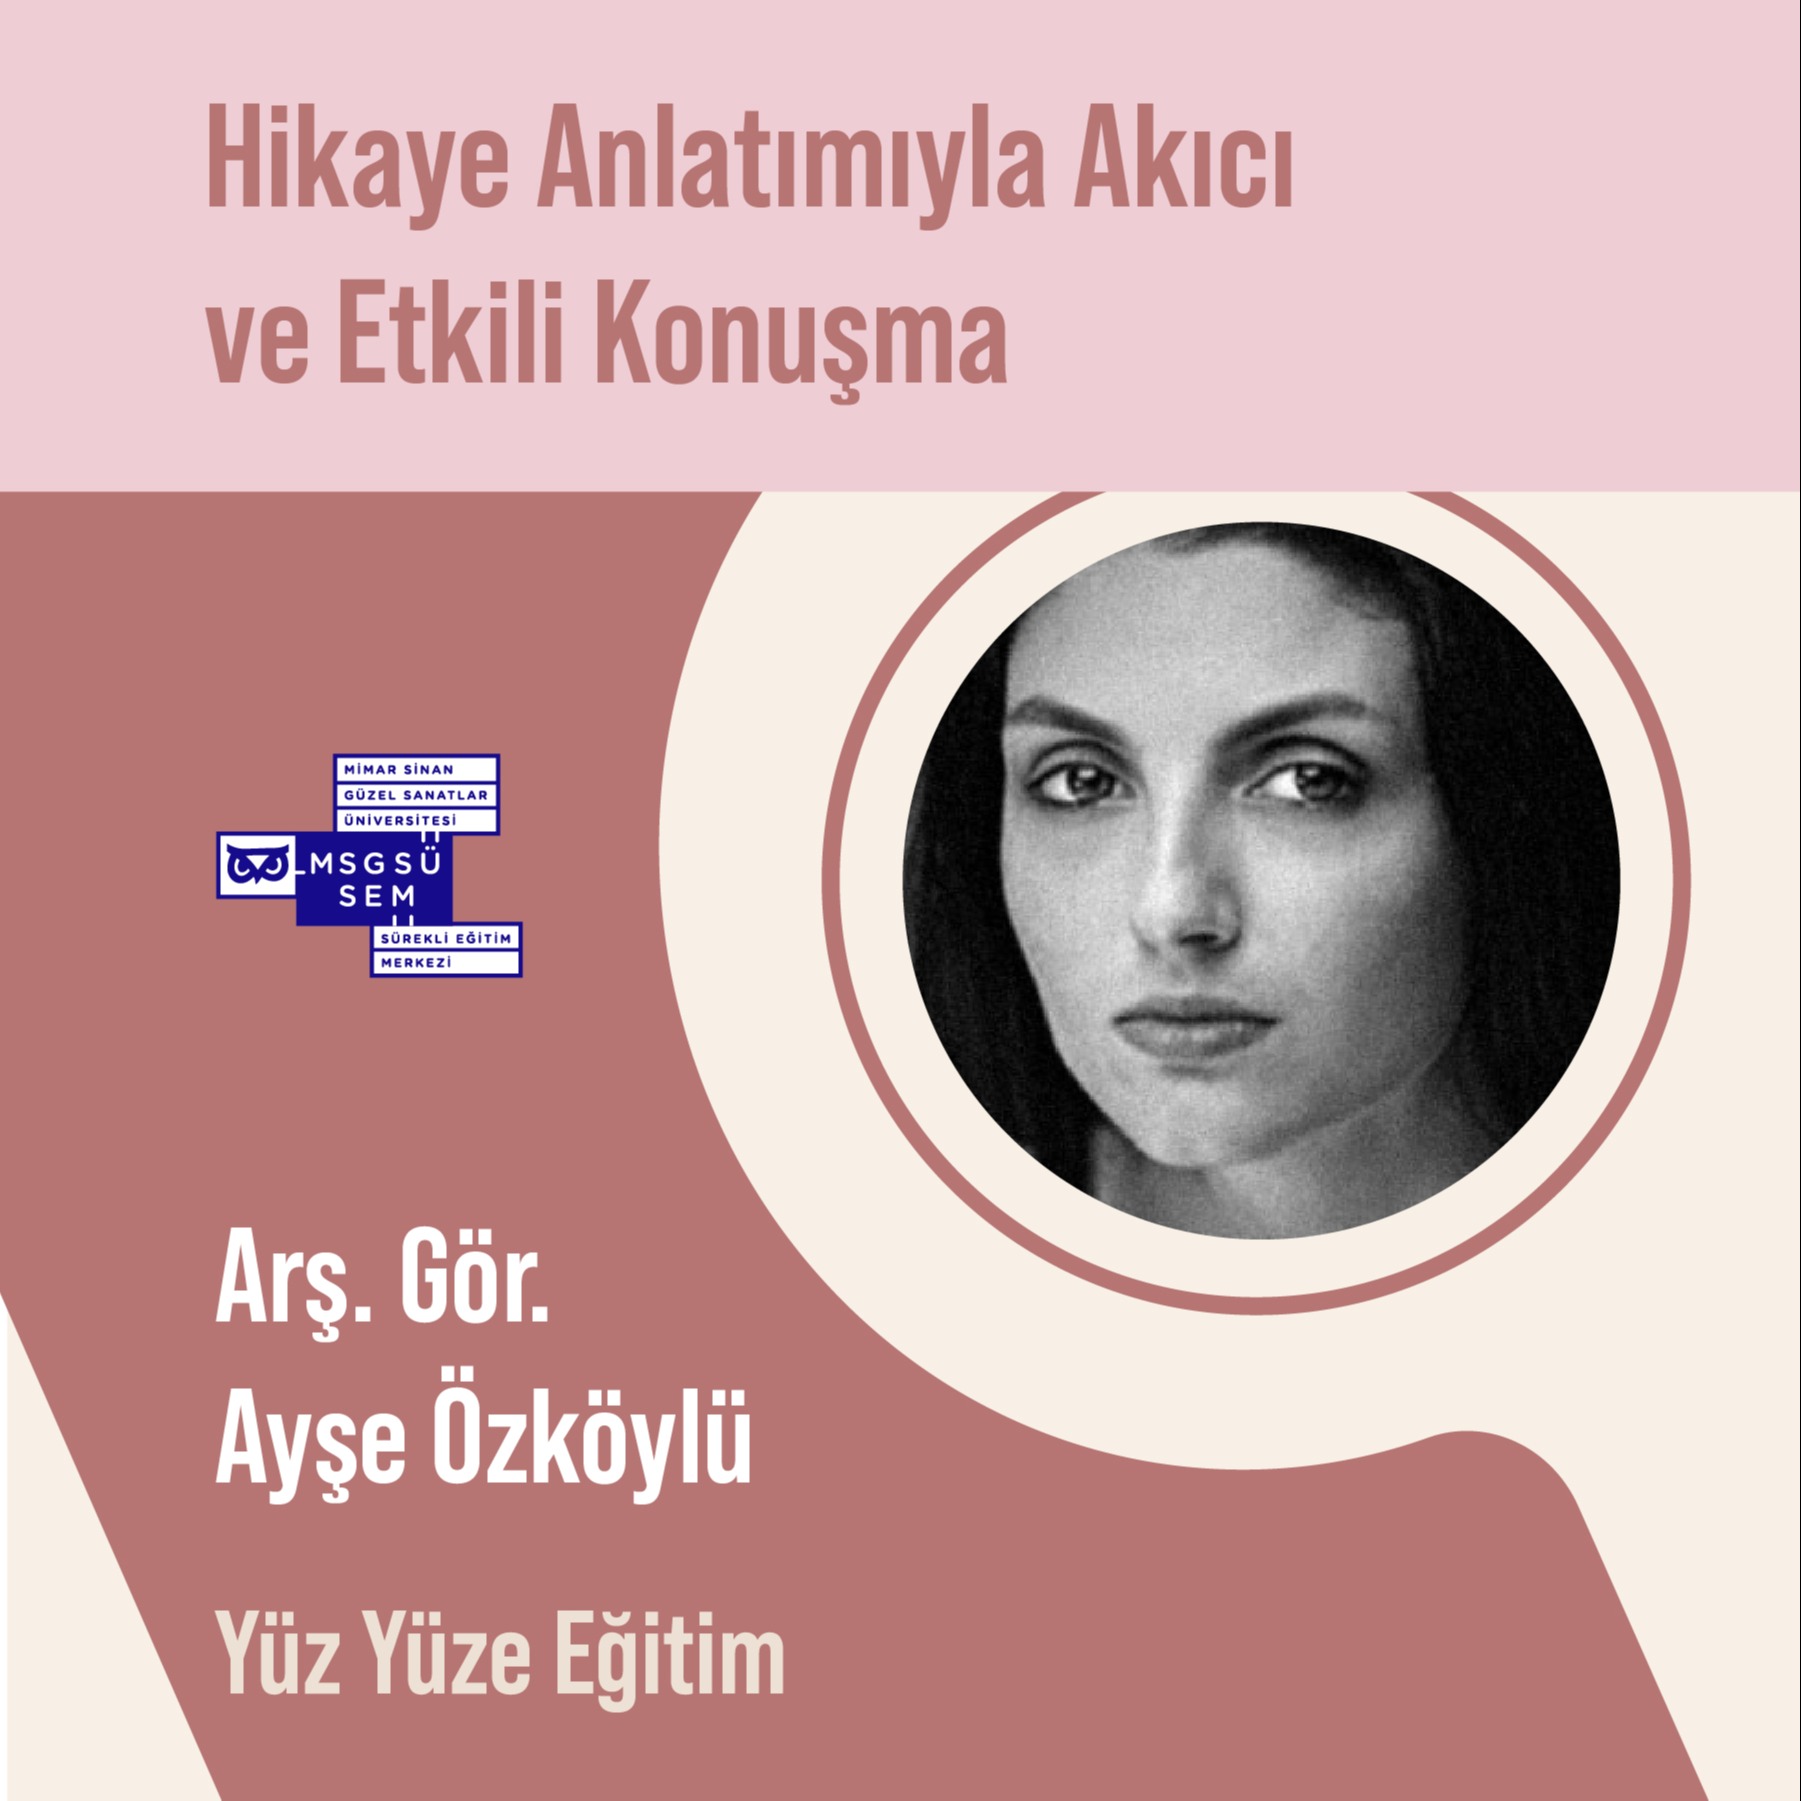 Hikaye Anlatımıyla Akıcı
ve Etkili Konuşma
MİMAR SİNAN
GÜZEL SANATLAR
ÜNİVERSİTESİ
MSGSÜ
SEM
SÜREKLİ EĞİTİM
MERKEZİ
Arş. Gör.
Ayşe Özköylü
Yüz Yüze Eğitim